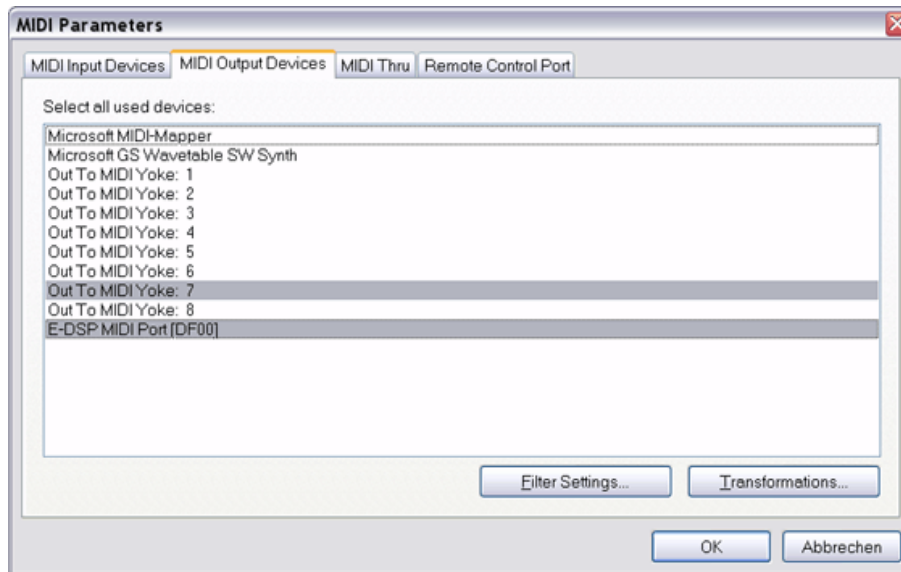 MIDI Parameters
MIDI Input Devices MIDI Output Devices MIDI Thru Remote Control Port
Select all used devices:
Microsoft MIDI-Mapper
Microsoft GS Wavetable SW Synth
Out To MIDI Yoke: 1
Out To MIDI Yoke: 2
Out To MIDI Yoke: 3
Out To MIDI Yoke: 4
Out To MIDI Yoke: 5
Out To MIDI Yoke: 6
Out To MIDI Yoke: 7
Out To MIDI Yoke: 8
E-DSP MIDI Port [DF00]
Filter Settings... Transformations...
OK Abbrechen